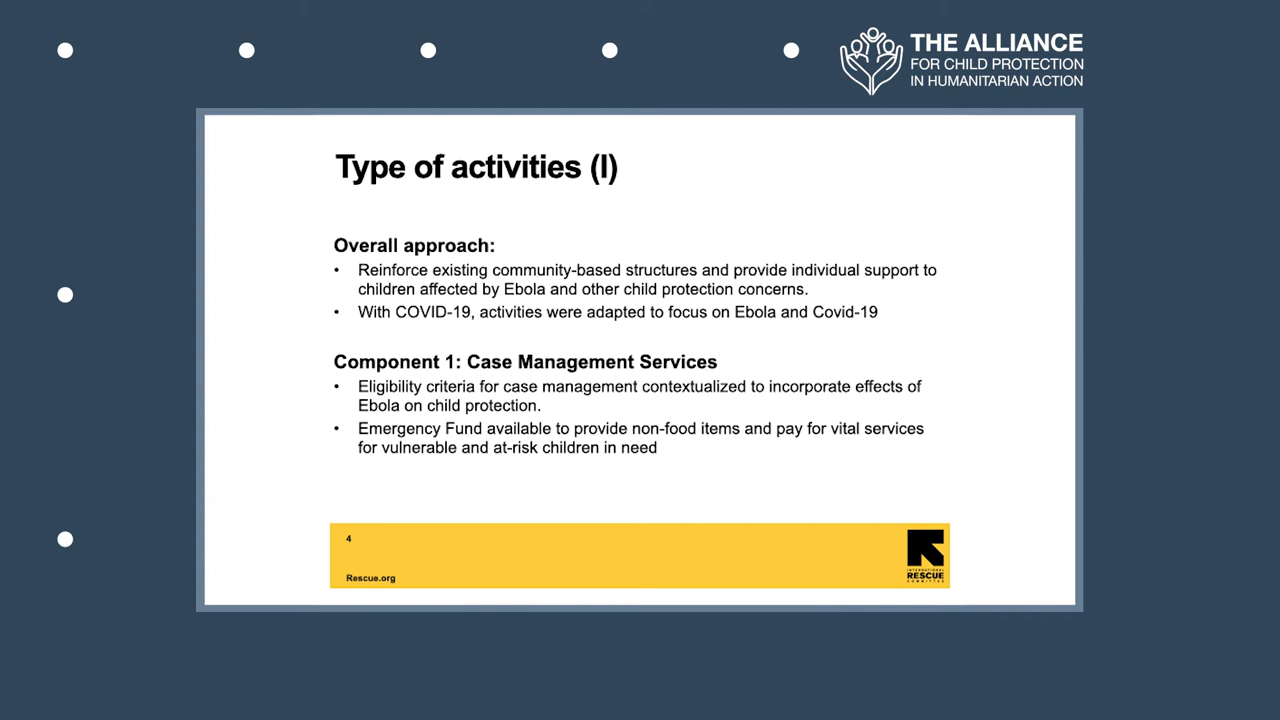 THE ALLIANCE
FOR CHILD PROTECTION
IN HUMANITARIAN ACTION
Type of activities (I)
Overall approach:
• Reinforce existing community-based structures and provide individual support to
children affected by Ebola and other child protection concerns.
• With COVID-19, activities were adapted to focus on Ebola and Covid-19
Component 1: Case Management Services
• Eligibility criteria for case management contextualized to incorporate effects of
Ebola on child protection.
• Emergency Fund available to provide non-food items and pay for vital services
for vulnerable and at-risk children in need
4
Rescue.org
INTERNATIONAL
RESCUE
COMMITTEE